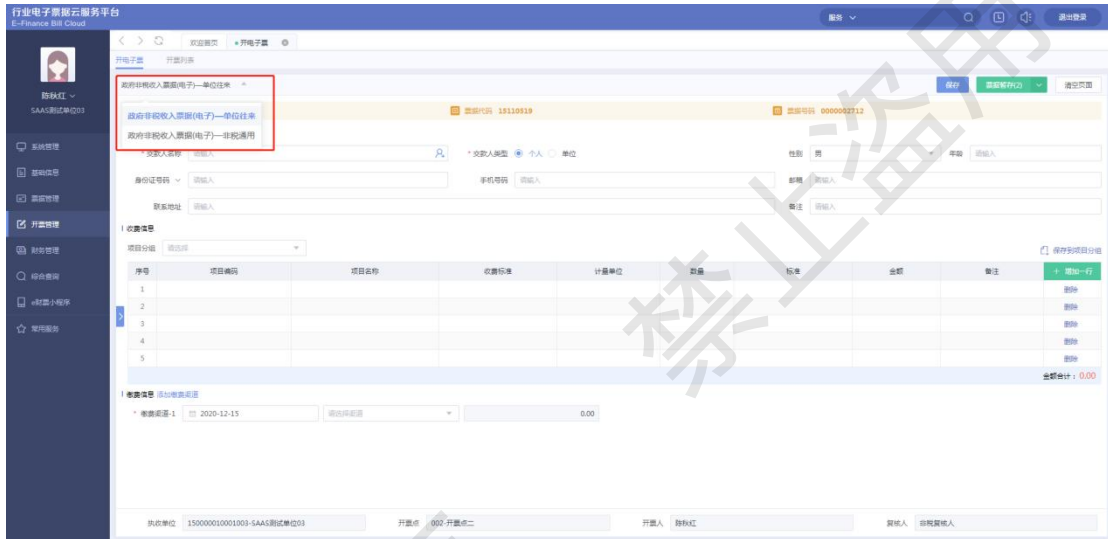 行业电子票据云服务平台
E-Finance Bill Cloud
服务
退出登录
欢迎首页 开电子票
开电子票 开票列表
陈秋红
SAAS测试单位03
系统管理
基础信息
票据管理
开票管理
财务管理
综合查询
e财票小程序
常用服务
政府非税收入票据(电子)—单位往来
保存 票据暂存(2) 清空页面
政府非税收入票据(电子)—单位往来
政府非税收入票据(电子)—非税通用
票据代码 15110519 票据号码 0000002712
* 交款人名称 请输入 * 交款人类型 个人 单位 性别 男 年龄 请输入
身份证号码 请输入 手机号码 请输入 邮箱 请输入
联系地址 请输入 备注 请输入
收费信息
项目分组 请选择 保存到项目分组
序号 项目编码 项目名称 收费标准 计量单位 数量 标准 金额 备注 + 增加一行
1 删除
2 删除
3 删除
4 删除
5 删除
金额合计：0.00
缴费信息 添加缴费渠道
* 缴费渠道-1 2020-12-15 请选择渠道 0.00
执收单位 150000010001003-SAAS测试单位03 开票点 002-开票点二 开票人 陈秋红 复核人 非税复核人
禁止盗用